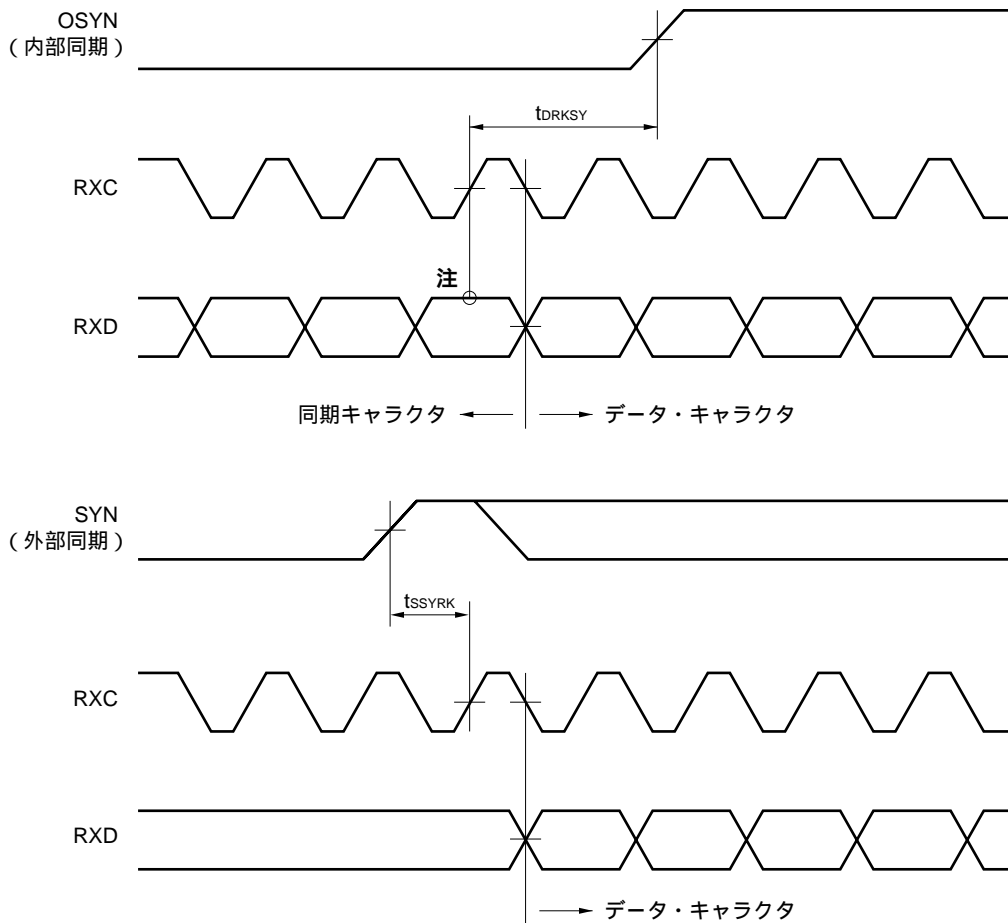 OSYN
（内部同期）
tDRKSY
RXC
注
RXD
同期キャラクタ
データ・キャラクタ
SYN
（外部同期）
tSSYRK
RXC
RXD
データ・キャラクタ